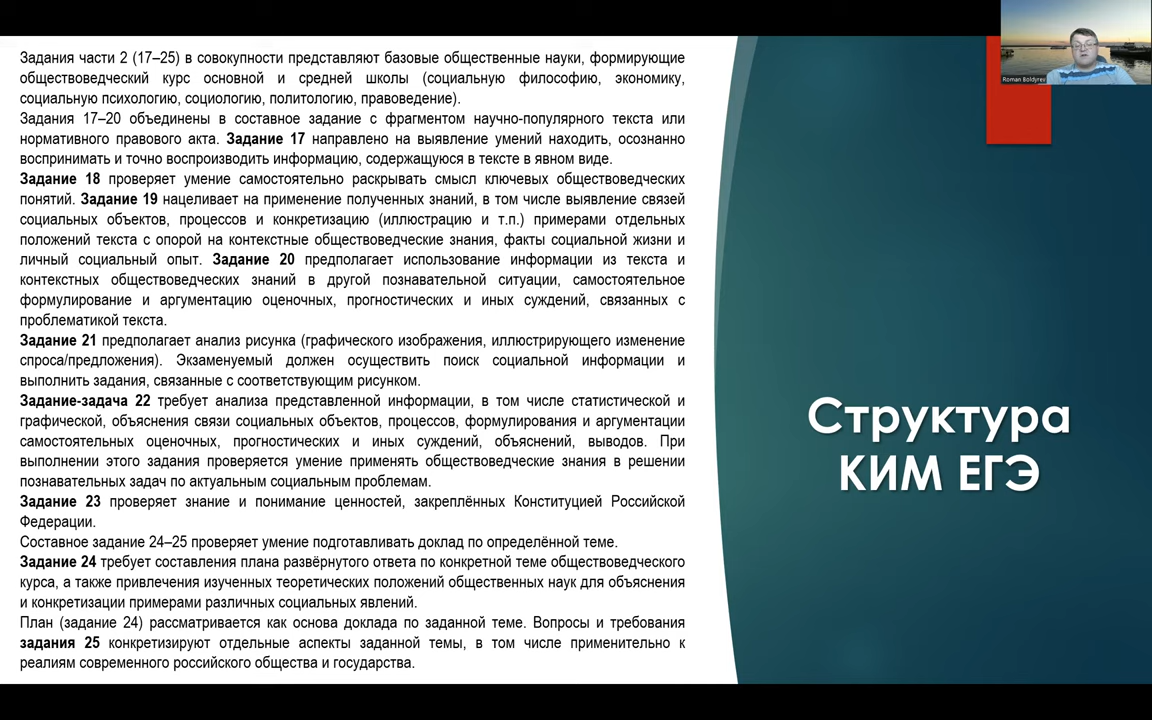 Roman Boldyrev
Задания части 2 (17–25) в совокупности представляют базовые общественные науки, формирующие
обществоведческий курс основной и средней школы (социальную философию, экономику,
социальную психологию, социологию, политологию, правоведение).
Задания 17–20 объединены в составное задание с фрагментом научно-популярного текста или
нормативного правового акта. Задание 17 направлено на выявление умений находить, осознанно
воспринимать и точно воспроизводить информацию, содержащуюся в тексте в явном виде.
Задание 18 проверяет умение самостоятельно раскрывать смысл ключевых обществоведческих
понятий. Задание 19 нацеливает на применение полученных знаний, в том числе выявление связей
социальных объектов, процессов и конкретизацию (иллюстрацию и т.п.) примерами отдельных
положений текста с опорой на контекстные обществоведческие знания, факты социальной жизни и
личный социальный опыт. Задание 20 предполагает использование информации из текста и
контекстных обществоведческих знаний в другой познавательной ситуации, самостоятельное
формулирование и аргументацию оценочных, прогностических и иных суждений, связанных с
проблематикой текста.
Задание 21 предполагает анализ рисунка (графического изображения, иллюстрирующего изменение
спроса/предложения). Экзаменуемый должен осуществить поиск социальной информации и
выполнить задания, связанные с соответствующим рисунком.
Задание-задача 22 требует анализа представленной информации, в том числе статистической и
графической, объяснения связи социальных объектов, процессов, формулирования и аргументации
самостоятельных оценочных, прогностических и иных суждений, объяснений, выводов. При
выполнении этого задания проверяется умение применять обществоведческие знания в решении
познавательных задач по актуальным социальным проблемам.
Задание 23 проверяет знание и понимание ценностей, закреплённых Конституцией Российской
Федерации.
Составное задание 24–25 проверяет умение подготавливать доклад по определённой теме.
Задание 24 требует составления плана развёрнутого ответа по конкретной теме обществоведческого
курса, а также привлечения изученных теоретических положений общественных наук для объяснения
и конкретизации примерами различных социальных явлений.
План (задание 24) рассматривается как основа доклада по заданной теме. Вопросы и требования
задания 25 конкретизируют отдельные аспекты заданной темы, в том числе применительно к
реалиям современного российского общества и государства.
Структура
КИМ ЕГЭ